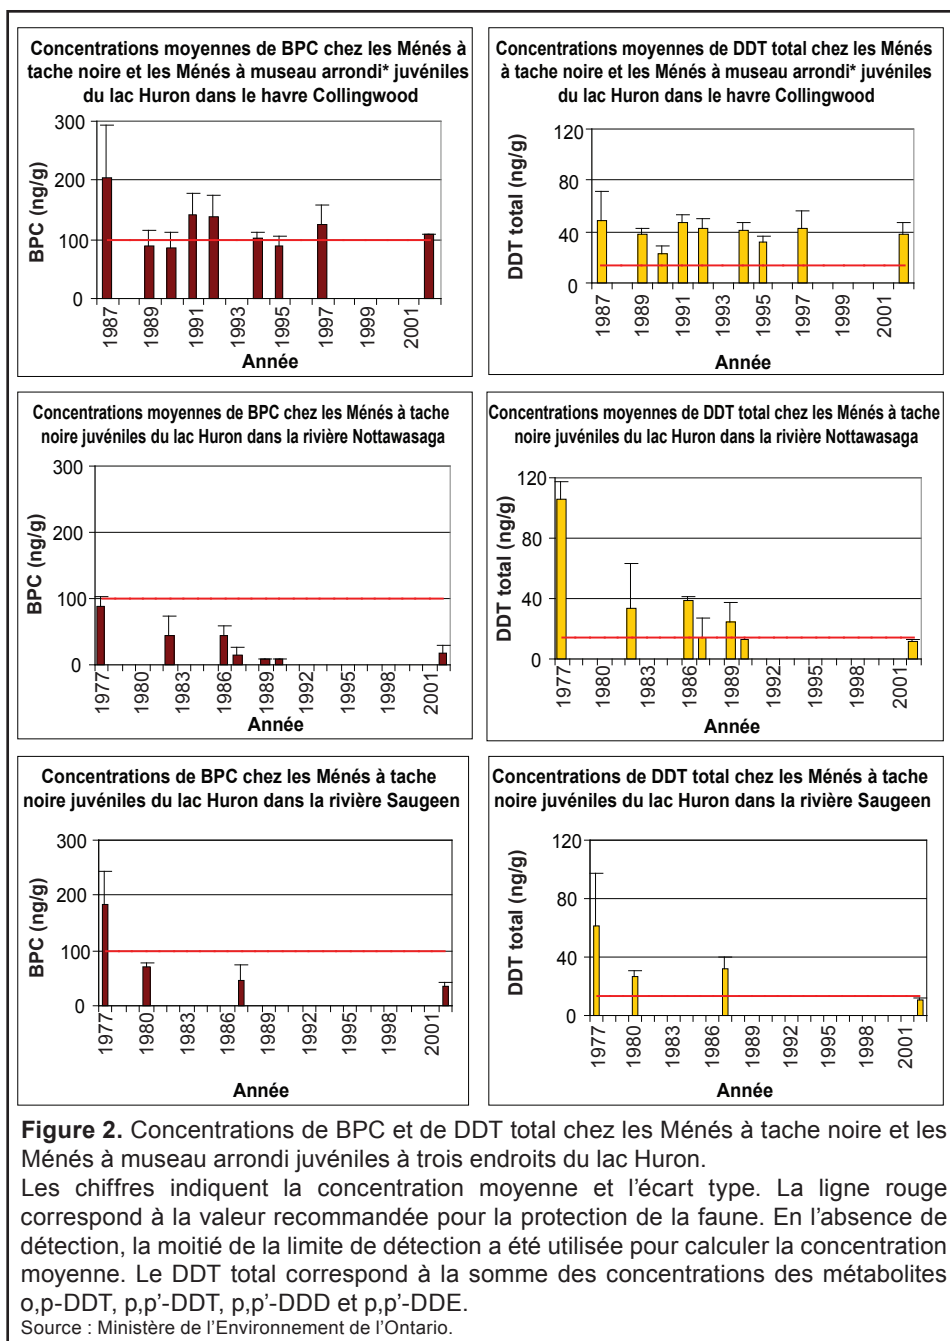 Concentrations moyennes de BPC chez les Ménés à
tache noire et les Ménés à museau arrondi* juvéniles
du lac Huron dans le havre Collingwood
300
200
100
0
BPC (ng/g)
1987
1989
1991
1993
1995
1997
1999
2001
Année
Concentrations moyennes de DDT total chez les Ménés
à tache noire et les Ménés à museau arrondi* juvéniles
du lac Huron dans le havre Collingwood
120
80
40
0
DDT total (ng/g)
1987
1989
1991
1993
1995
1997
1999
2001
Année
Concentrations moyennes de BPC chez les Ménés à tache
noire juvéniles du lac Huron dans la rivière Nottawasaga
300
200
100
0
BPC (ng/g)
1977
1980
1983
1986
1989
1992
1995
1998
2001
Année
Concentrations moyennes de DDT total chez les Ménés à tache
noire juvéniles du lac Huron dans la rivière Nottawasaga
120
80
40
0
DDT total (ng/g)
1977
1980
1983
1986
1989
1992
1995
1998
2001
Année
Concentrations de BPC chez les Ménés à tache
noire juvéniles du lac Huron dans la rivière Saugeen
300
200
100
0
BPC (ng/g)
1977
1980
1983
1986
1989
1992
1995
1998
2001
Année
Concentrations de DDT total chez les Ménés à tache
noire juvéniles du lac Huron dans la rivière Saugeen
120
80
40
0
DDT total (ng/g)
1977
1980
1983
1986
1989
1992
1995
1998
2001
Année
Figure 2. Concentrations de BPC et de DDT total chez les Ménés à tache noire et les
Ménés à museau arrondi juvéniles à trois endroits du lac Huron.
Les chiffres indiquent la concentration moyenne et l'écart type. La ligne rouge
correspond à la valeur recommandée pour la protection de la faune. En l'absence de
détection, la moitié de la limite de détection a été utilisée pour calculer la concentration
moyenne. Le DDT total correspond à la somme des concentrations des métabolites
o,p-DDT, p,p'-DDT, p,p'-DDD et p,p'-DDE.
Source : Ministère de l'Environnement de l'Ontario.